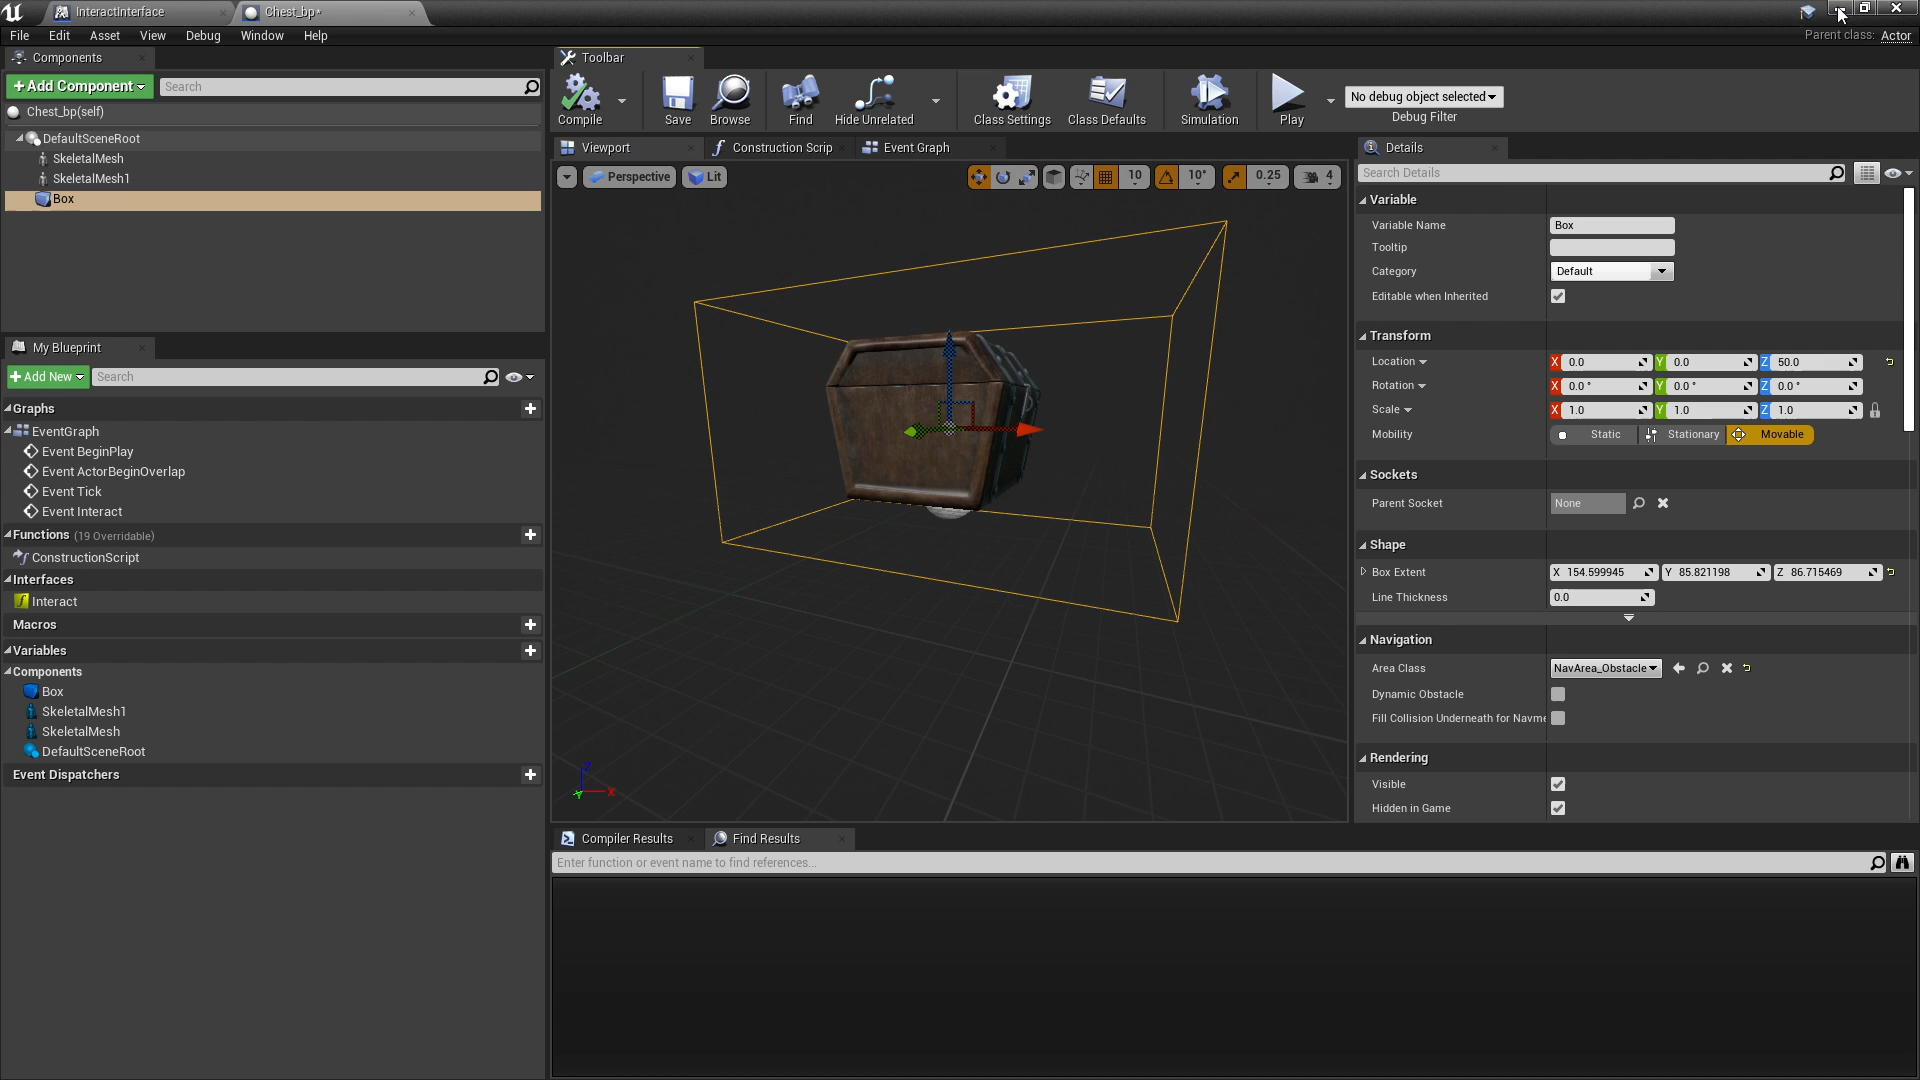 InteractInterface
Chest_bp*
File Edit Asset View Debug Window Help
Parent class: Actor
Components
+Add Component
Search
Chest_bp(self)
DefaultSceneRoot
SkeletalMesh
SkeletalMesh1
Box
My Blueprint
+Add New
Search
Graphs
EventGraph
Event BeginPlay
Event ActorBeginOverlap
Event Tick
Event Interact
Functions (19 Overridable)
ConstructionScript
Interfaces
Interact
Macros
Variables
Components
Box
SkeletalMesh1
SkeletalMesh
DefaultSceneRoot
Event Dispatchers
Toolbar
Compile
Save
Browse
Find
Hide Unrelated
Class Settings
Class Defaults
Simulation
Play
No debug object selected
Debug Filter
Viewport
Construction Scrip
Event Graph
Perspective
Lit
10
10°
0.25
4
Z
X
Y
Compiler Results
Find Results
Enter function or event name to find references...
Details
Search Details
Variable
Variable Name Box
Tooltip
Category Default
Editable when Inherited
Transform
Location X 0.0 Y 0.0 Z 50.0
Rotation X 0.0 ° Y 0.0 ° Z 0.0 °
Scale X 1.0 Y 1.0 Z 1.0
Mobility Static Stationary Movable
Sockets
Parent Socket None
Shape
Box Extent X 154.599945 Y 85.821198 Z 86.715469
Line Thickness 0.0
Navigation
Area Class NavArea_Obstacle
Dynamic Obstacle
Fill Collision Underneath for Navme
Rendering
Visible
Hidden in Game